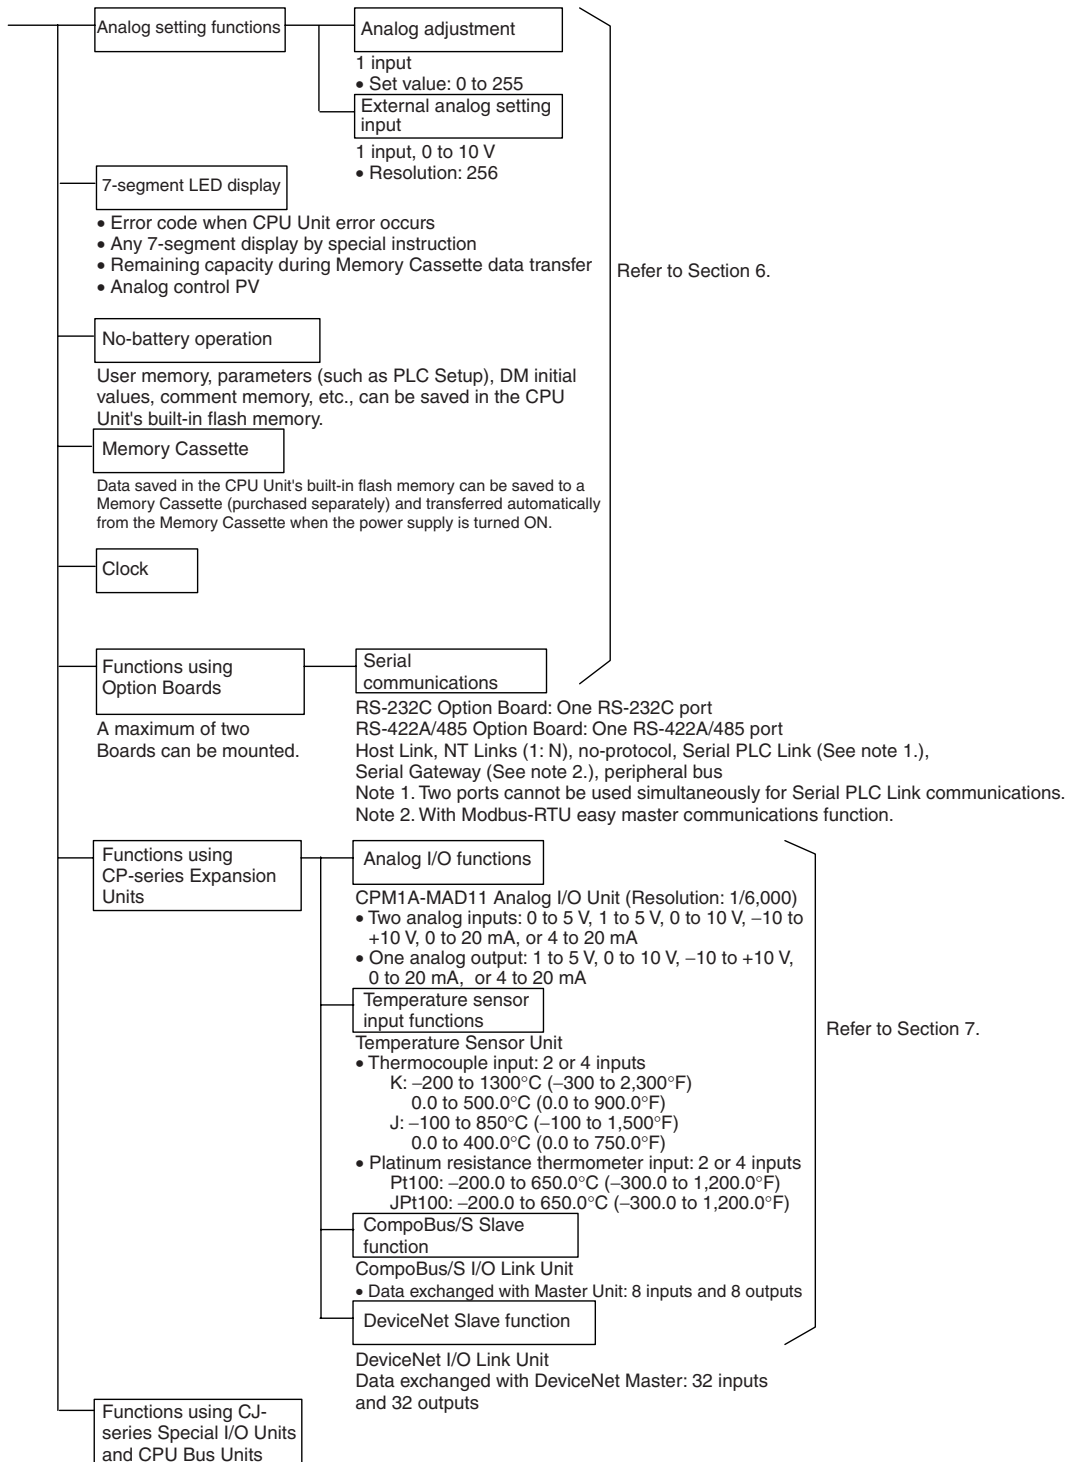 Analog setting functions
Analog adjustment
1 input
• Set value: 0 to 255
External analog setting
input
1 input, 0 to 10 V
• Resolution: 256
7-segment LED display
• Error code when CPU Unit error occurs
• Any 7-segment display by special instruction
• Remaining capacity during Memory Cassette data transfer
• Analog control PV
Refer to Section 6.
No-battery operation
User memory, parameters (such as PLC Setup), DM initial
values, comment memory, etc., can be saved in the CPU
Unit's built-in flash memory.
Memory Cassette
Data saved in the CPU Unit's built-in flash memory can be saved to a
Memory Cassette (purchased separately) and transferred automatically
from the Memory Cassette when the power supply is turned ON.
Clock
Functions using
Option Boards
A maximum of two
Boards can be mounted.
Serial
communications
RS-232C Option Board: One RS-232C port
RS-422A/485 Option Board: One RS-422A/485 port
Host Link, NT Links (1: N), no-protocol, Serial PLC Link (See note 1.),
Serial Gateway (See note 2.), peripheral bus
Note 1. Two ports cannot be used simultaneously for Serial PLC Link communications.
Note 2. With Modbus-RTU easy master communications function.
Functions using
CP-series Expansion
Units
Analog I/O functions
CPM1A-MAD11 Analog I/O Unit (Resolution: 1/6,000)
• Two analog inputs: 0 to 5 V, 1 to 5 V, 0 to 10 V, −10 to
+10 V, 0 to 20 mA, or 4 to 20 mA
• One analog output: 1 to 5 V, 0 to 10 V, −10 to +10 V,
0 to 20 mA, or 4 to 20 mA
Temperature sensor
input functions
Temperature Sensor Unit
• Thermocouple input: 2 or 4 inputs
K: −200 to 1300°C (−300 to 2,300°F)
0.0 to 500.0°C (0.0 to 900.0°F)
J: −100 to 850°C (−100 to 1,500°F)
0.0 to 400.0°C (0.0 to 750.0°F)
• Platinum resistance thermometer input: 2 or 4 inputs
Pt100: −200.0 to 650.0°C (−300.0 to 1,200.0°F)
JPt100: −200.0 to 650.0°C (−300.0 to 1,200.0°F)
Refer to Section 7.
CompoBus/S Slave
function
CompoBus/S I/O Link Unit
• Data exchanged with Master Unit: 8 inputs and 8 outputs
DeviceNet Slave function
DeviceNet I/O Link Unit
Data exchanged with DeviceNet Master: 32 inputs
and 32 outputs
Functions using CJ-
series Special I/O Units
and CPU Bus Units